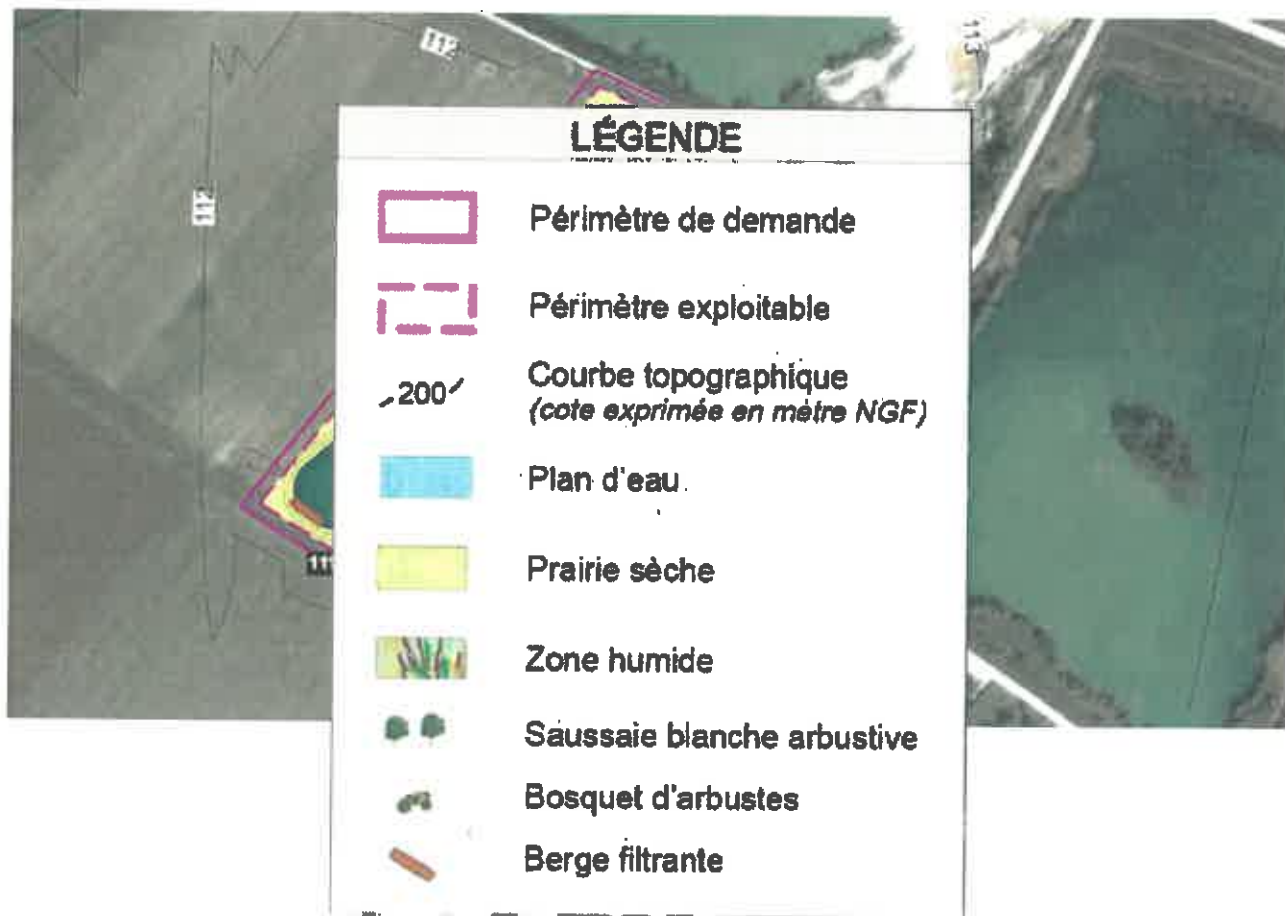 112
113
112
LÉGENDE
Périmètre de demande
Périmètre exploitable
200
Courbe topographique
(cote exprimée en mètre NGF)
Plan d'eau
Prairie sèche
Zone humide
Saussaie blanche arbustive
Bosquet d'arbustes
Berge filtrante